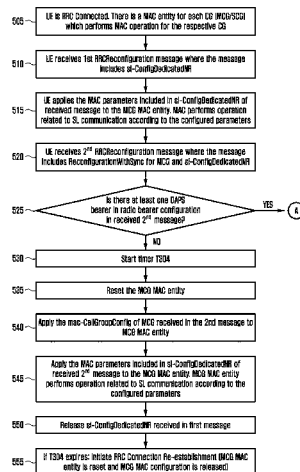 505
UE is RRC Connected. There is a MAC entity for each CG (MCG/SCG)
which performs MAC operation for the respective CG
510
UE receives 1st RRCReconfiguration message where the message
includes sl-ConfigDedicatedNR
515
UE applies the MAC parameters included in sl-ConfigDedicatedNR of
received message to the MCG MAC entity. MAC performs operation
related to SL communication according to the configured parameters
520
UE receives 2nd RRCReconfiguration message where the message
includes ReconfigurationWithSync for MCG and sl-ConfigDedicatedNR
525
Is there at least one DAPS
bearer in radio bearer configuration
in received 2nd message?
YES
A
NO
530
Start timer T304
535
Reset the MCG MAC entity
540
Apply the mac-CellGroupConfig of MCG received in the 2nd message to
MCG MAC entity
545
Apply the MAC parameters included in sl-ConfigDedicatedNR of
received 2nd message to the MCG MAC entity. MCG MAC entity
performs operation related to SL communication according to the
configured parameters
550
Release sl-ConfigDedicatedNR received in first message
555
If T304 expires: Initiate RRC Connection Re-establishment (MCG MAC
entity is reset and MCG MAC configuration is released)